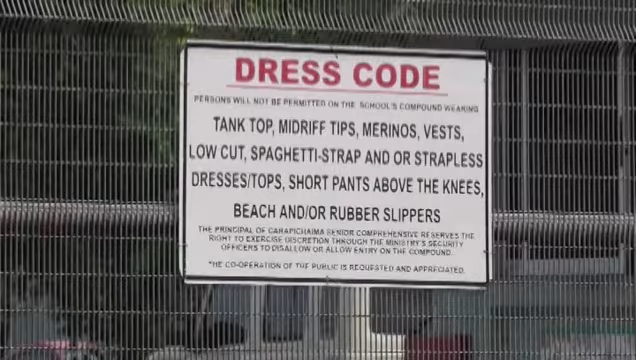 DRESS CODE
PERSONS WILL NOT BE PERMITTED ON THE SCHOOL'S COMPOUND WEARING
TANK TOP, MIDRIFF TIPS, MERINOS, VESTS,
LOW CUT, SPAGHETTI-STRAP AND OR STRAPLESS
DRESSES/TOPS, SHORT PANTS ABOVE THE KNEES,
BEACH AND/OR RUBBER SLIPPERS
THE PRINCIPAL OF CARAPICHAIMA SENIOR COMPREHENSIVE RESERVES THE
RIGHT TO EXERCISE DISCRETION THROUGH THE MINISTRY'S SECURITY
OFFICERS TO DISALLOW OR ALLOW ENTRY ON THE COMPOUND.
THE CO-OPERATION OF THE PUBLIC IS REQUESTED AND APPRECIATED.